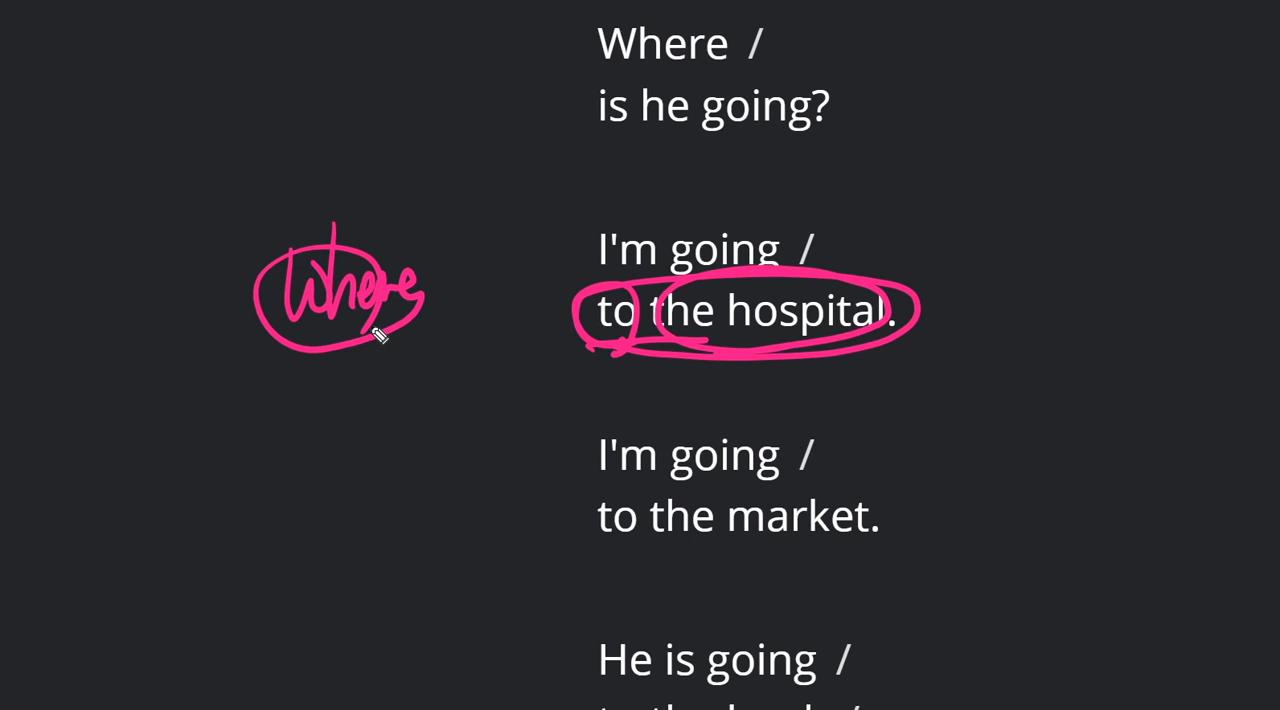 Where /
is he going?
Where
I'm going /
to the hospital.
I'm going /
to the market.
He is going /